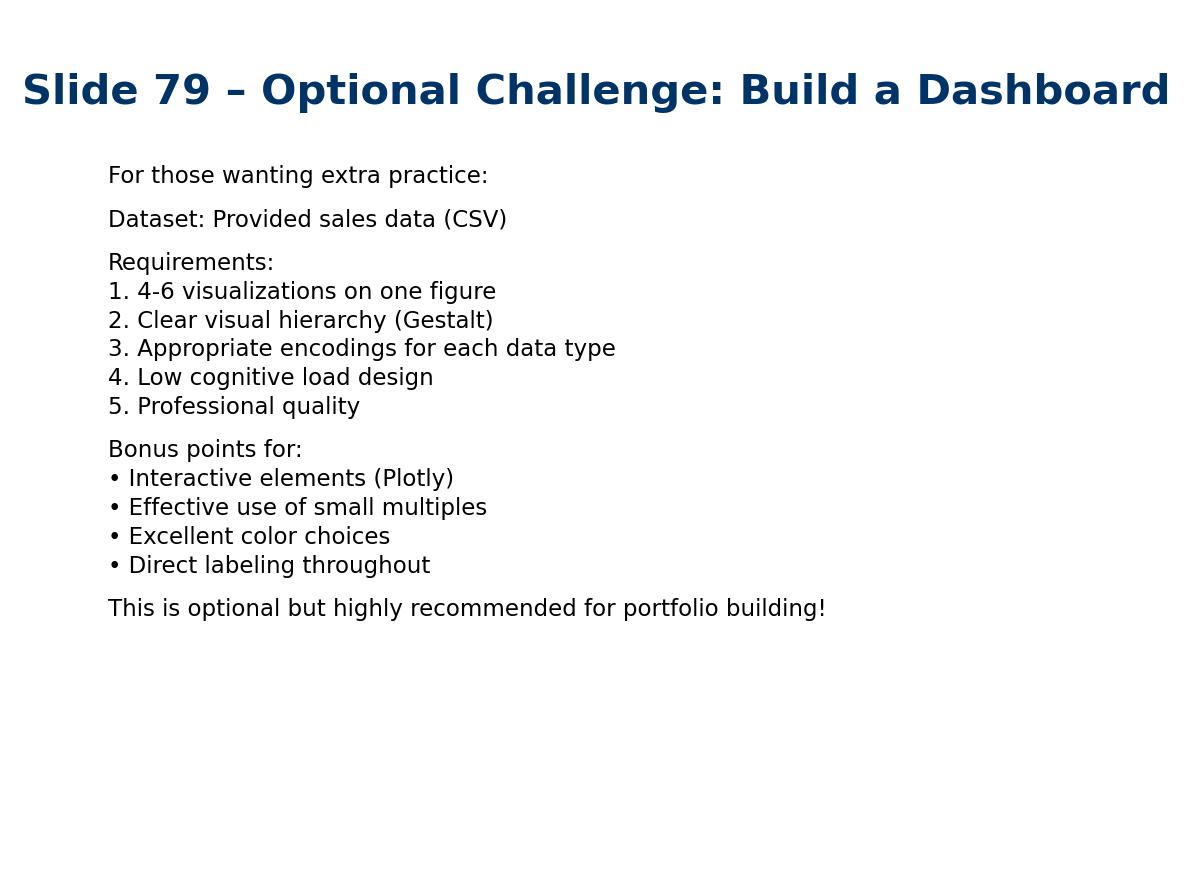 Slide 79 – Optional Challenge: Build a Dashboard
For those wanting extra practice:
Dataset: Provided sales data (CSV)
Requirements:
1. 4-6 visualizations on one figure
2. Clear visual hierarchy (Gestalt)
3. Appropriate encodings for each data type
4. Low cognitive load design
5. Professional quality
Bonus points for:
• Interactive elements (Plotly)
• Effective use of small multiples
• Excellent color choices
• Direct labeling throughout
This is optional but highly recommended for portfolio building!